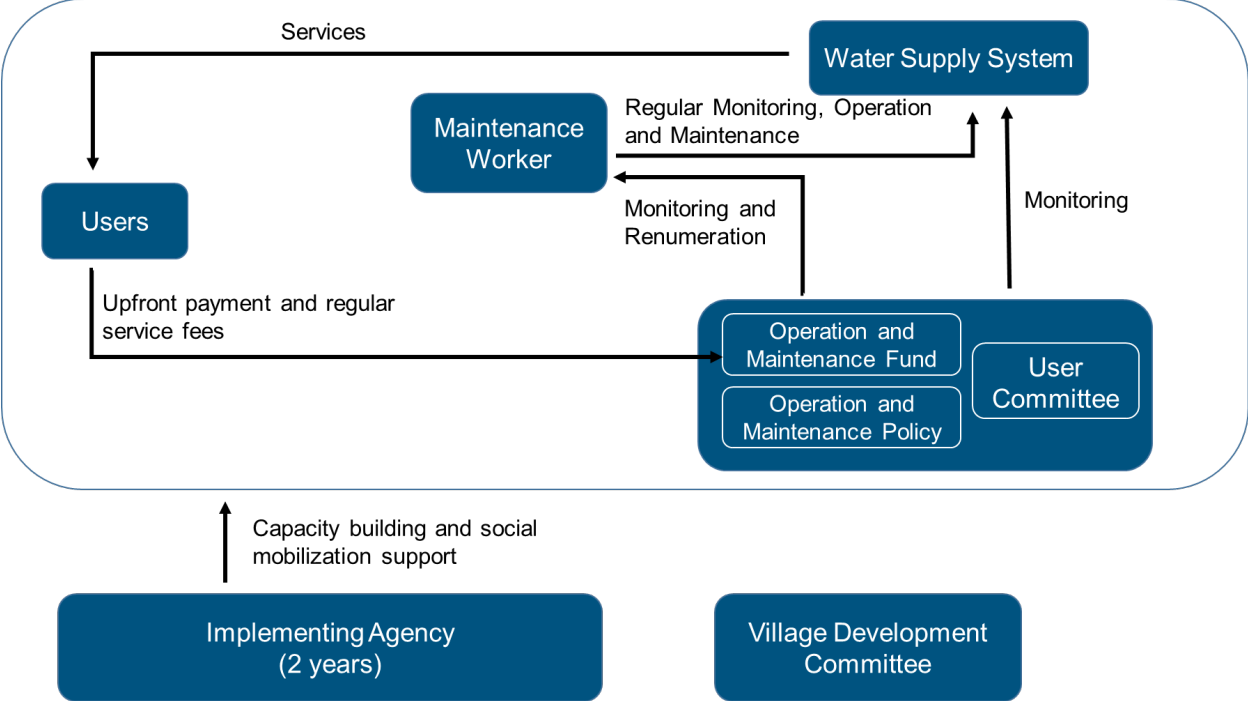 Services
Water Supply System
Maintenance
Worker
Regular Monitoring, Operation
and Maintenance
Users
Monitoring and
Renumeration
Monitoring
Upfront payment and regular
service fees
Operation and
Maintenance Fund
User
Committee
Operation and
Maintenance Policy
Capacity building and social
mobilization support
Implementing Agency
(2 years)
Village Development
Committee